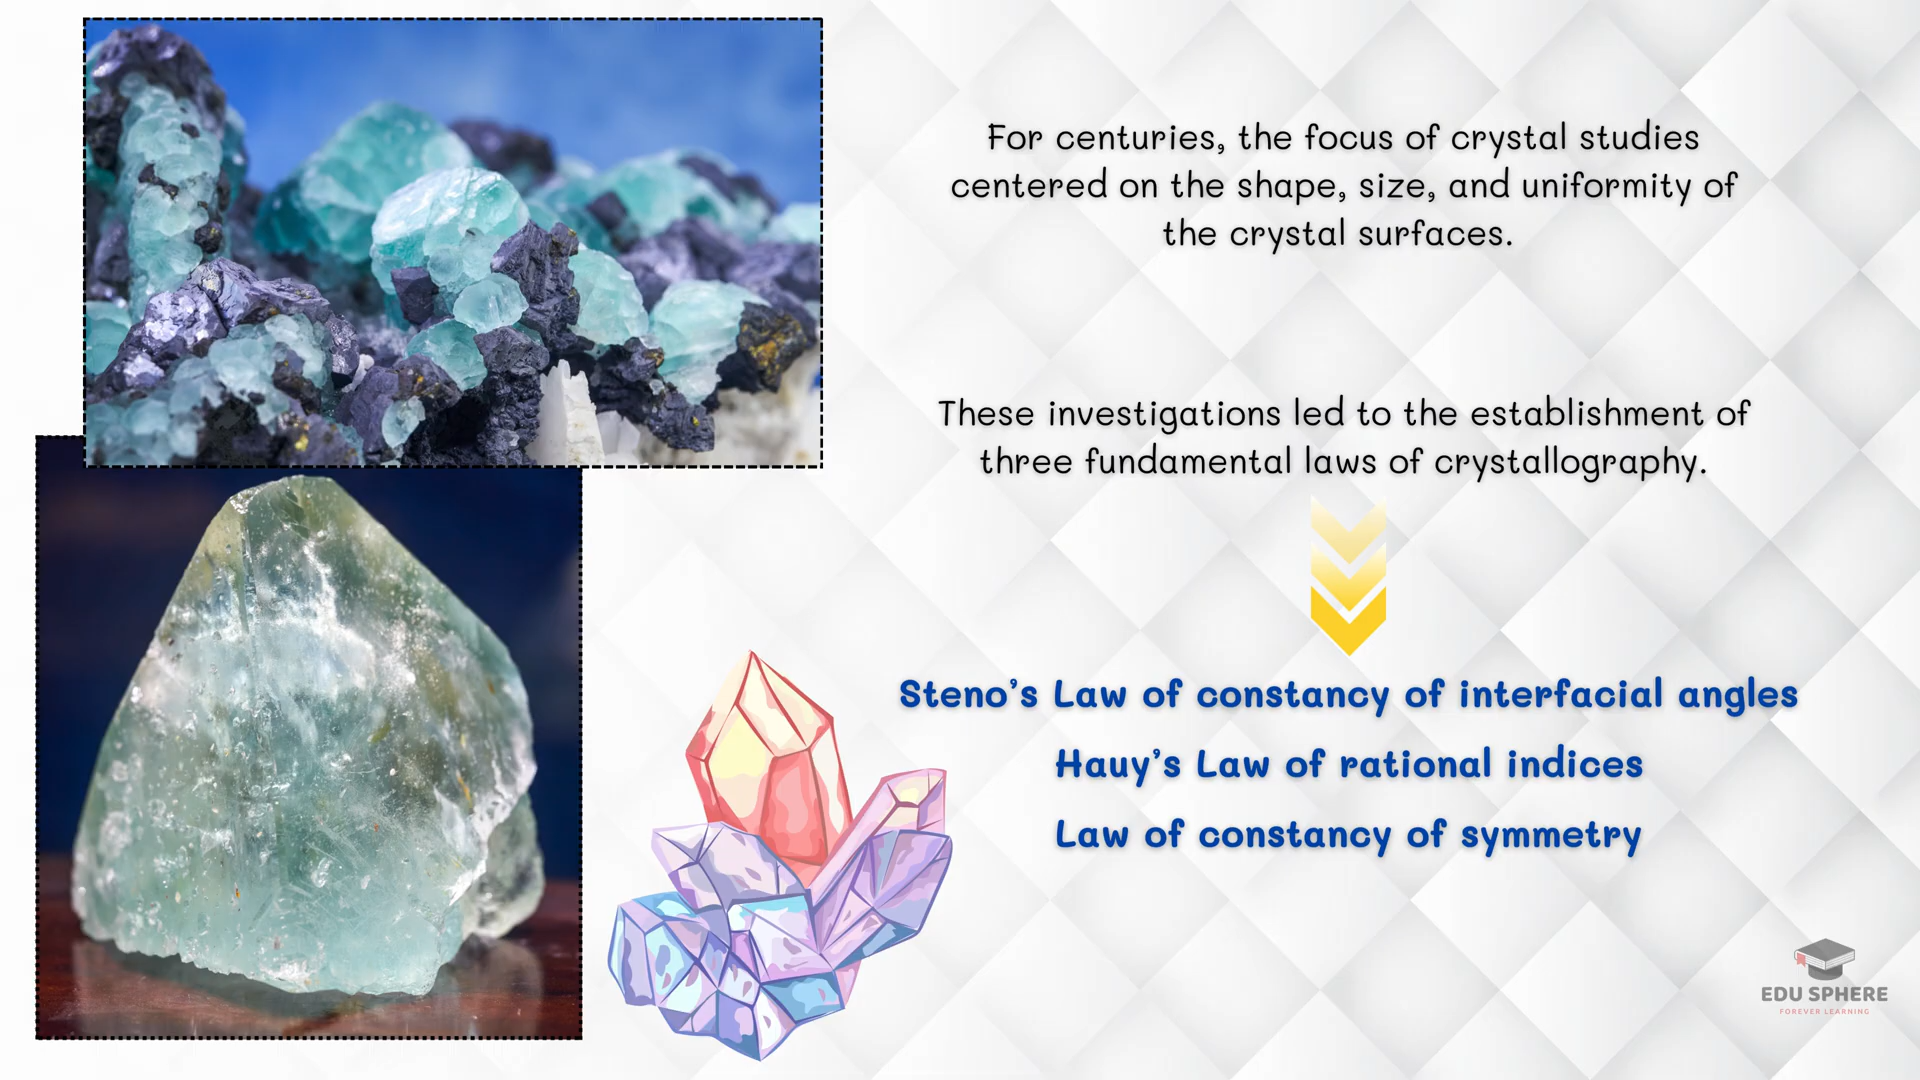 For centuries, the focus of crystal studies
centered on the shape, size, and uniformity of
the crystal surfaces.
These investigations led to the establishment of
three fundamental laws of crystallography.
Steno's Law of constancy of interfacial angles
Hauy's Law of rational indices
Law of constancy of symmetry
EDU SPHERE
FOREVER LEARNING